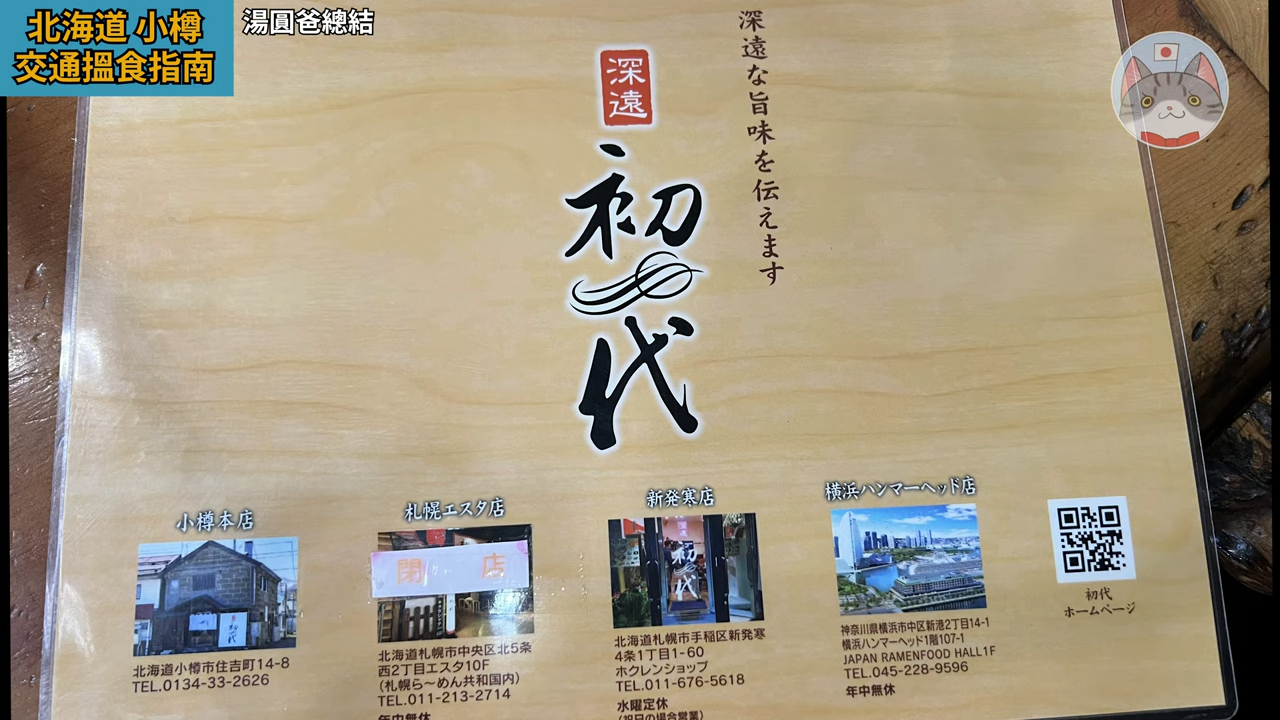 北海道 小樽
交通搵食指南
湯圓爸總結
深遠な旨味を伝えます
深遠
初代
小樽本店
北海道小樽市住吉町14-8
TEL.0134-33-2626
札幌エスタ店
閉店
北海道札幌市中央区北5条
西2丁目エスタ10F
(札幌ら〜めん共和国内)
TEL.011-213-2714
年中無休
新発寒店
初代
北海道札幌市手稲区新発寒
4条1丁目1-60
ホクレンショップ
TEL.011-676-5618
水曜定休
(祝日の場合営業)
横浜ハンマーヘッド店
神奈川県横浜市中区新港2丁目14-1
横浜ハンマーヘッド1階107-1
JAPAN RAMENFOOD HALL1F
TEL.045-228-9596
年中無休
初代
ホームページ